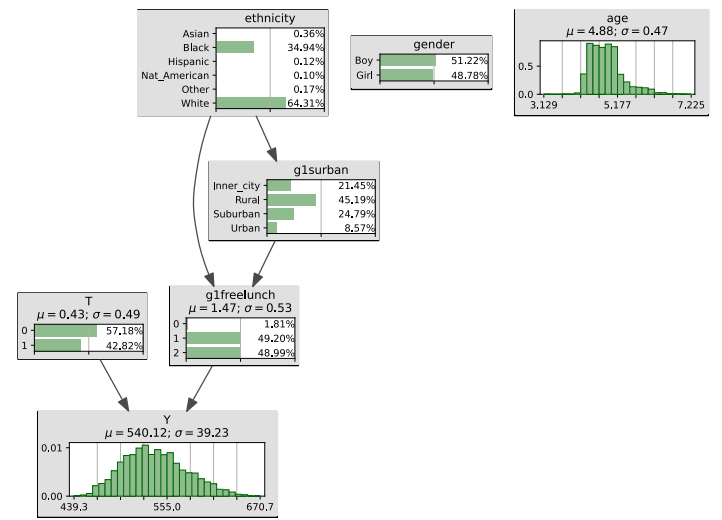 ethnicity
Asian 0.36%
Black 34.94%
Hispanic 0.12%
Nat_American 0.10%
Other 0.17%
White 64.31%
gender
Boy 51.22%
Girl 48.78%
age
μ = 4.88; σ = 0.47
0.5
0.0
3.129 5.177 7.225
g1surban
Inner_city 21.45%
Rural 45.19%
Suburban 24.79%
Urban 8.57%
T
μ = 0.43; σ = 0.49
0 57.18%
1 42.82%
g1freelunch
μ = 1.47; σ = 0.53
0 1.81%
1 49.20%
2 48.99%
Y
μ = 540.12; σ = 39.23
0.01
0.00
439.3 555.0 670.7